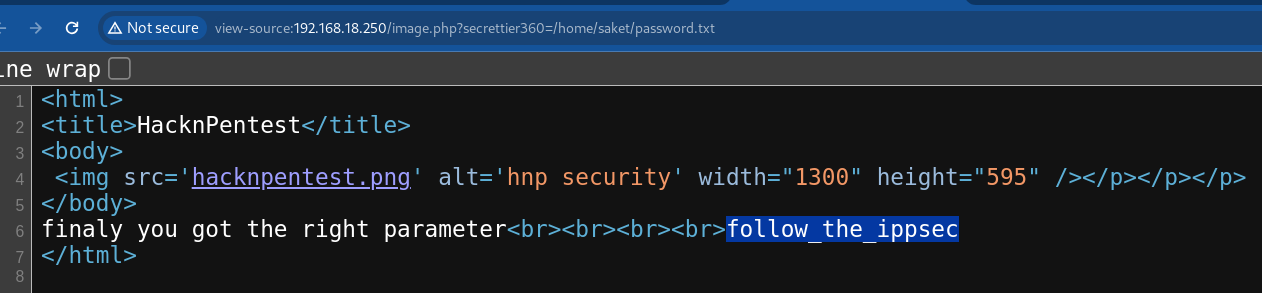 Not secure view-source:192.168.18.250/image.php?secrettier360=/home/saket/password.txt
ine wrap
1 <html>
2 <title>HacknPentest</title>
3 <body>
4 <img src='hacknpentest.png' alt='hnp security' width="1300" height="595" /></p></p></p>
5 </body>
6 finaly you got the right parameter<br><br><br><br>follow_the_ippsec
7 </html>
8